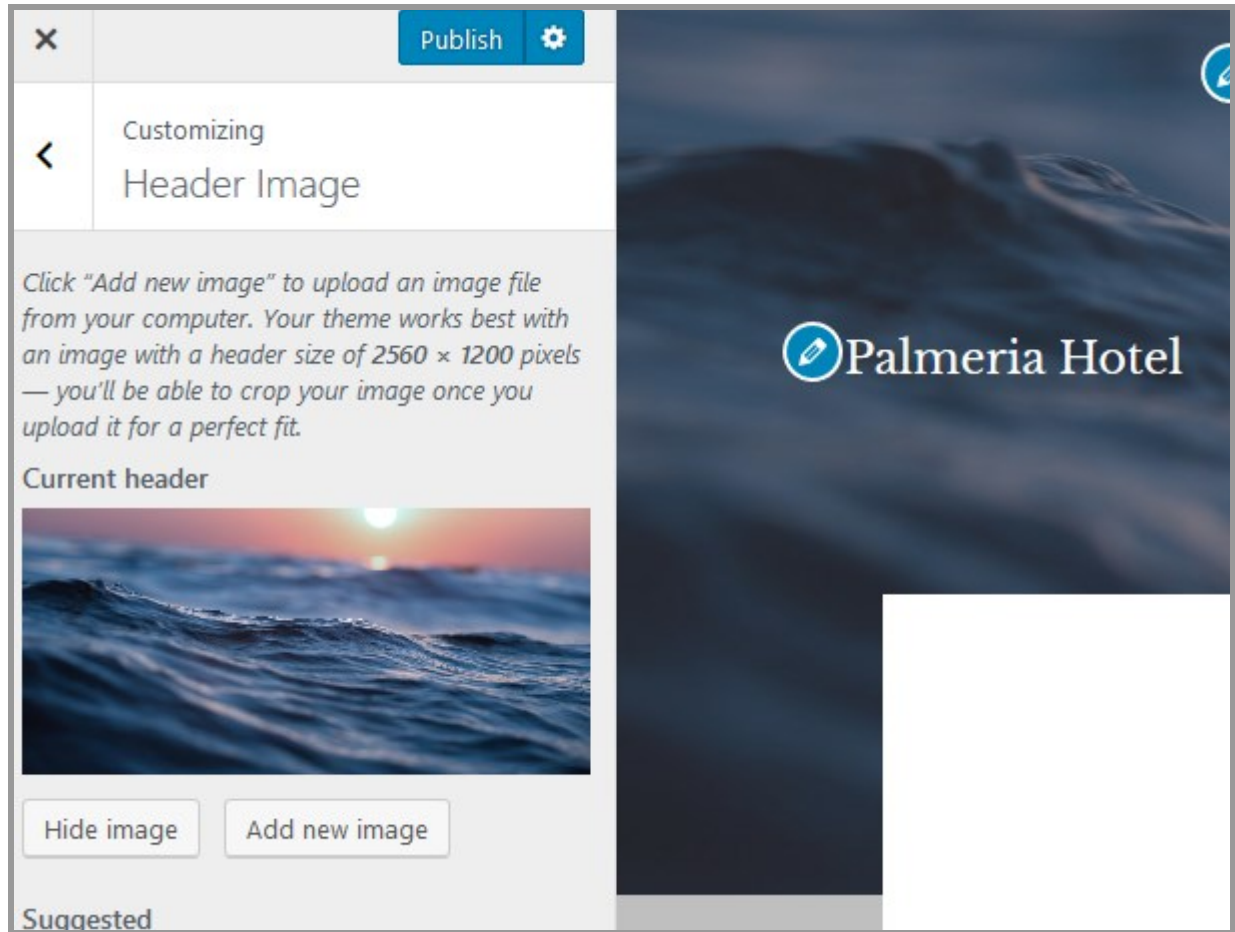 Publish
Customizing
Header Image
Click “Add new image” to upload an image file
from your computer. Your theme works best with
an image with a header size of 2560 × 1200 pixels
— you’ll be able to crop your image once you
upload it for a perfect fit.
Current header
Hide image
Add new image
Suggested
Palmeria Hotel